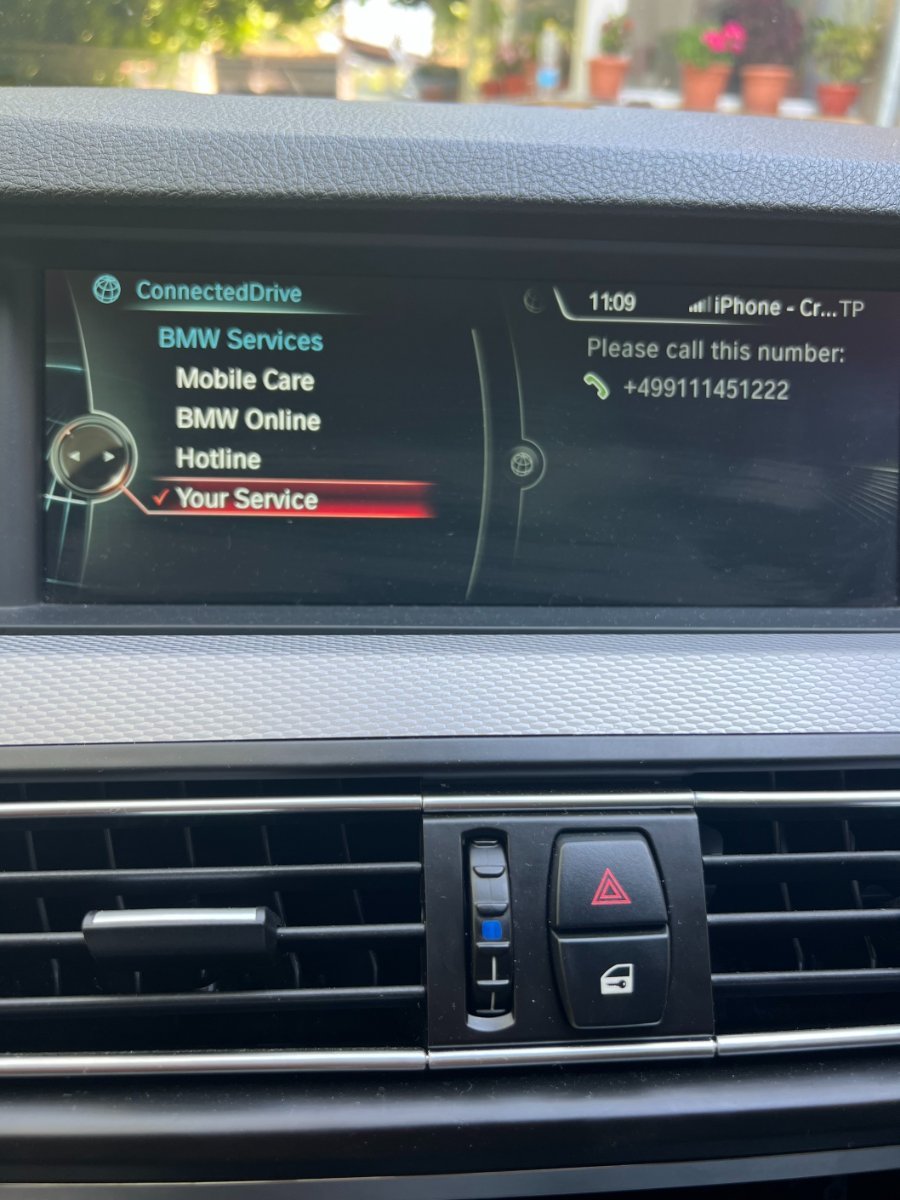 ConnectedDrive
BMW Services
Mobile Care
BMW Online
Hotline
Your Service
11:09 iPhone - Cr... TP
Please call this number:
+499111451222